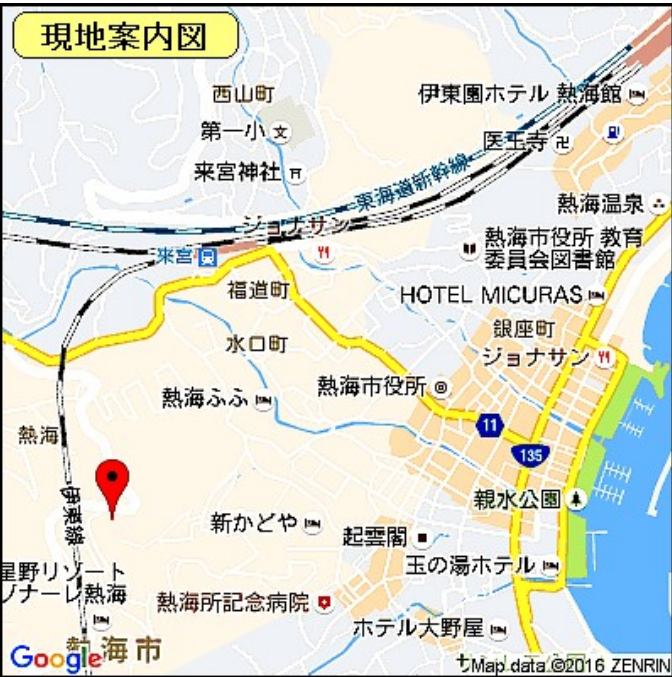 現地案内図
西山町
伊東園ホテル 熱海館
第一小
医王寺
来宮神社
東海道新幹線
熱海温泉
ジョナサン
来宮
熱海市役所 教育
委員会図書館
福道町
HOTEL MICURAS
銀座町
水口町
ジョナサン
熱海市役所
熱海ふふ
11
熱海
135
伊東線
親水公園
新かどや
起雲閣
玉の湯ホテル
星野リゾート
ゾナーレ熱海
熱海所記念病院
ホテル大野屋
熱海市
Google
Map data ©2016 ZENRIN